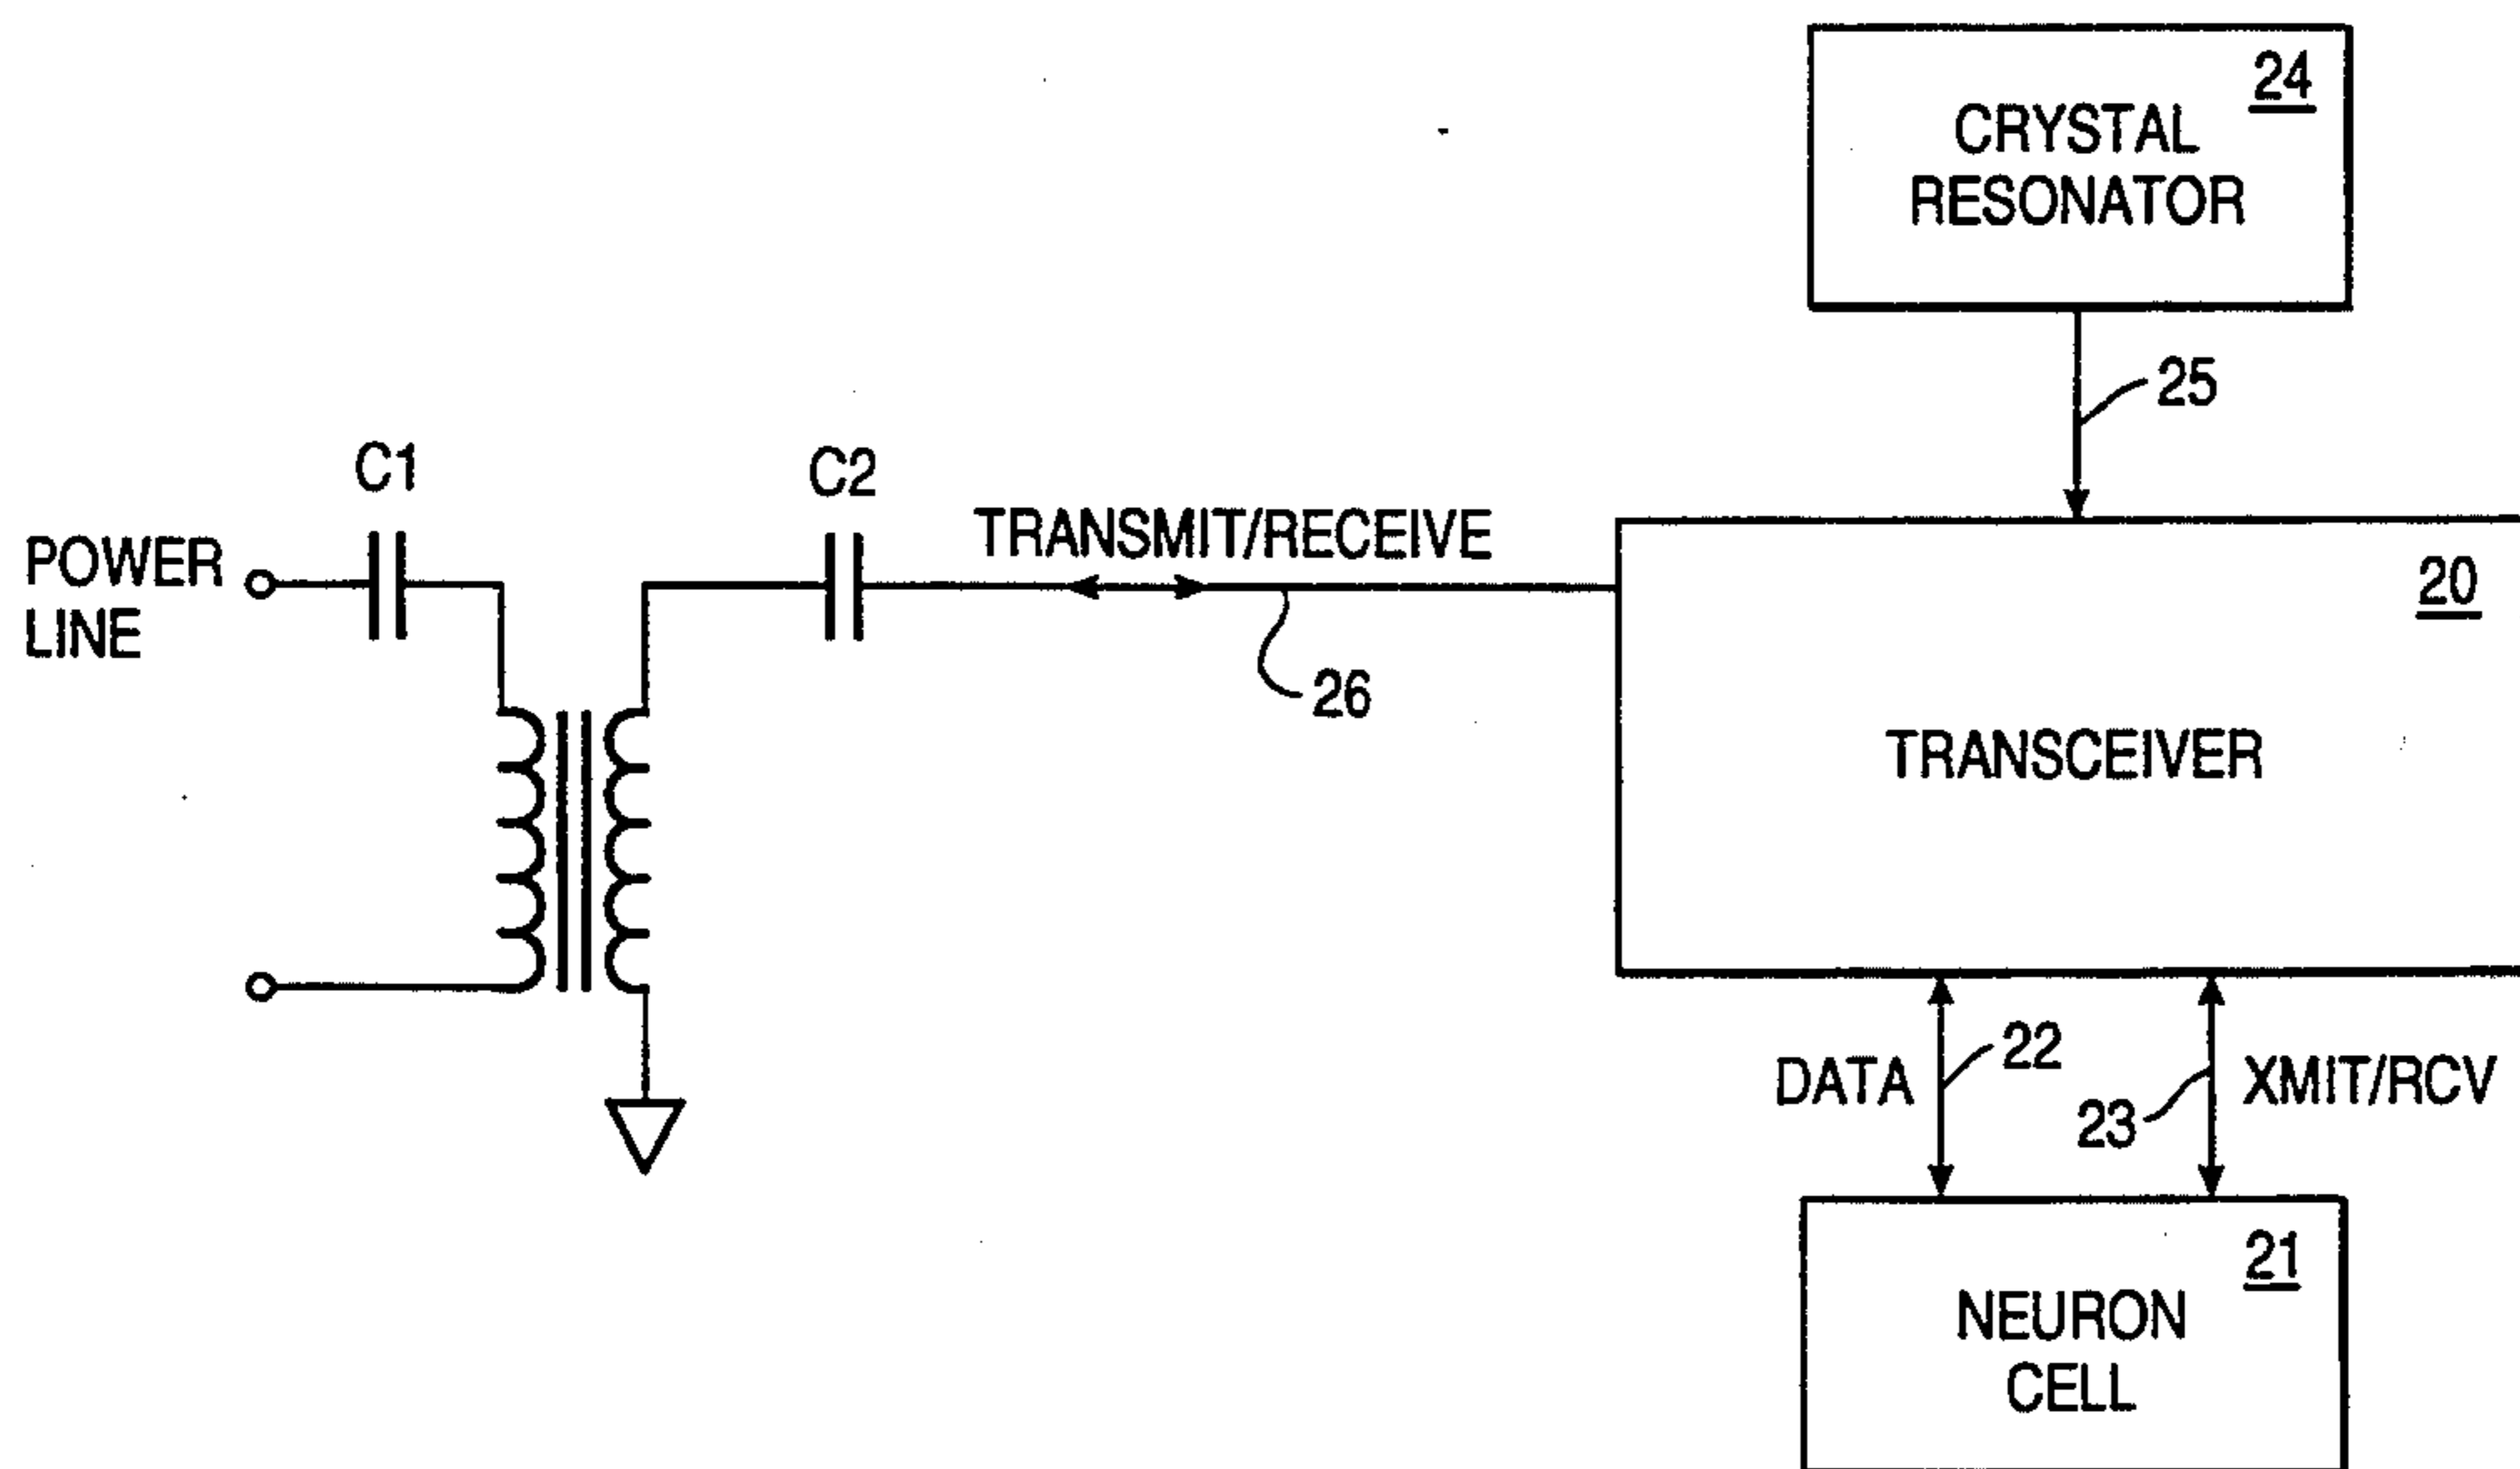 24
CRYSTAL
RESONATOR
25
C1
C2
POWER
LINE
TRANSMIT/RECEIVE
26
20
TRANSCEIVER
22
DATA
23
XMIT/RCV
21
NEURON
CELL